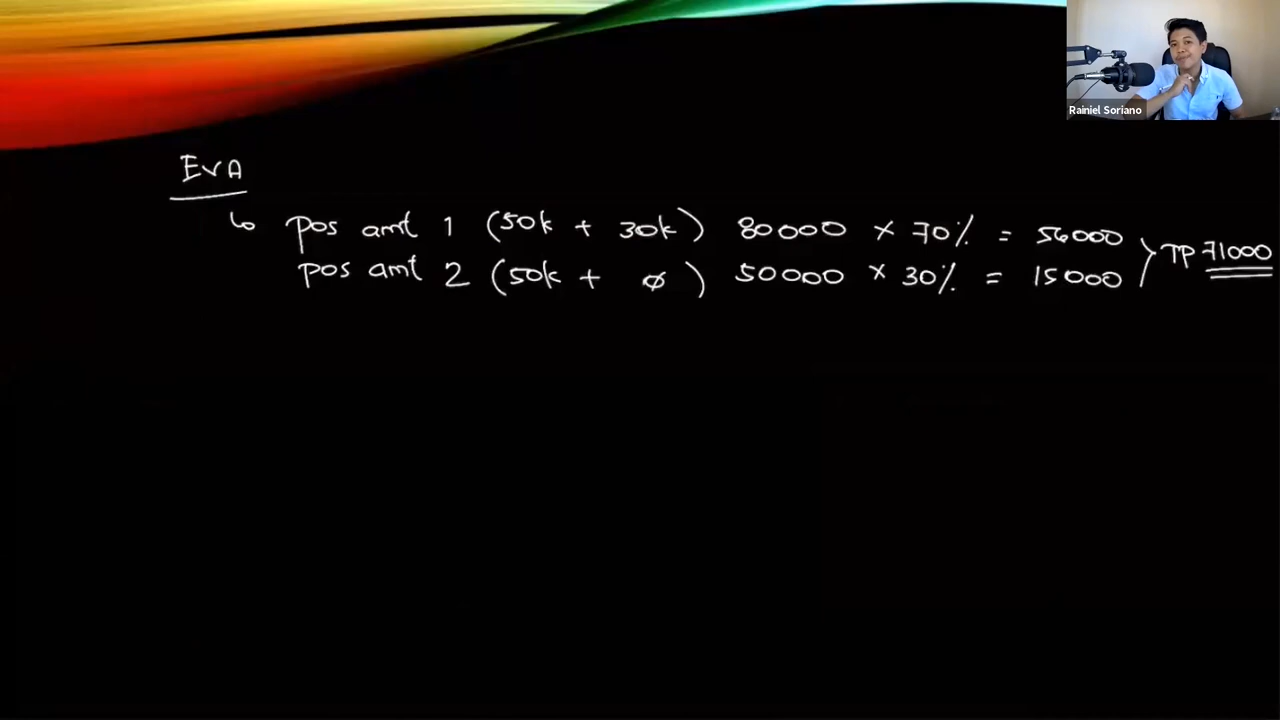 Rainiel Soriano
EVA
↳ pos amt 1 (50k + 30k) 80000 × 70% = 56000
pos amt 2 (50k + ø) 50000 × 30% = 15000
TP 71000